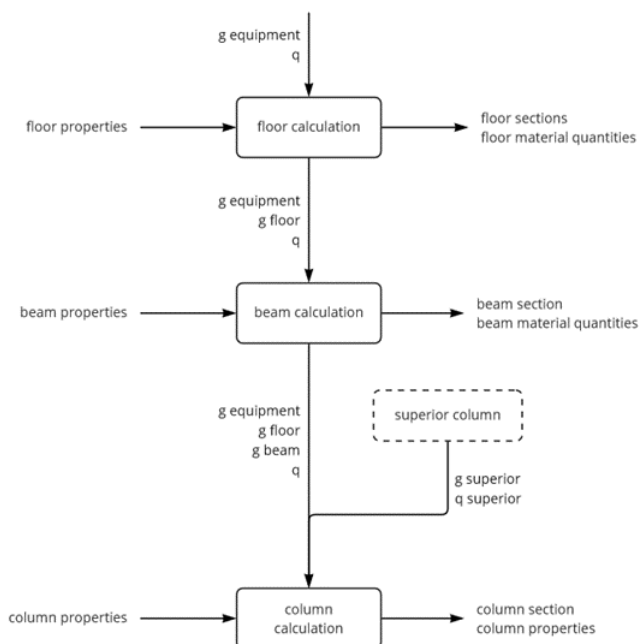 g equipment
q
floor properties
floor calculation
floor sections
floor material quantities
g equipment
g floor
q
beam properties
beam calculation
beam section
beam material quantities
g equipment
g floor
g beam
q
superior column
g superior
q superior
column properties
column
calculation
column section
column properties